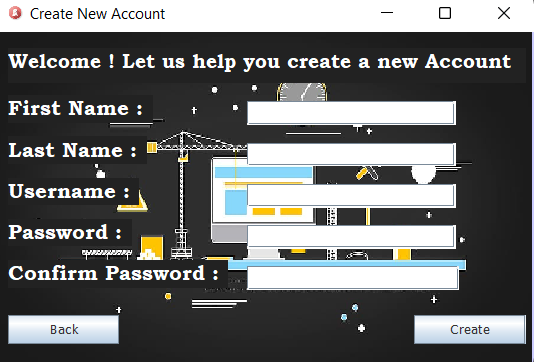 Create New Account
Welcome ! Let us help you create a new Account
First Name :
Last Name :
Username :
Password :
Confirm Password :
Back
Create